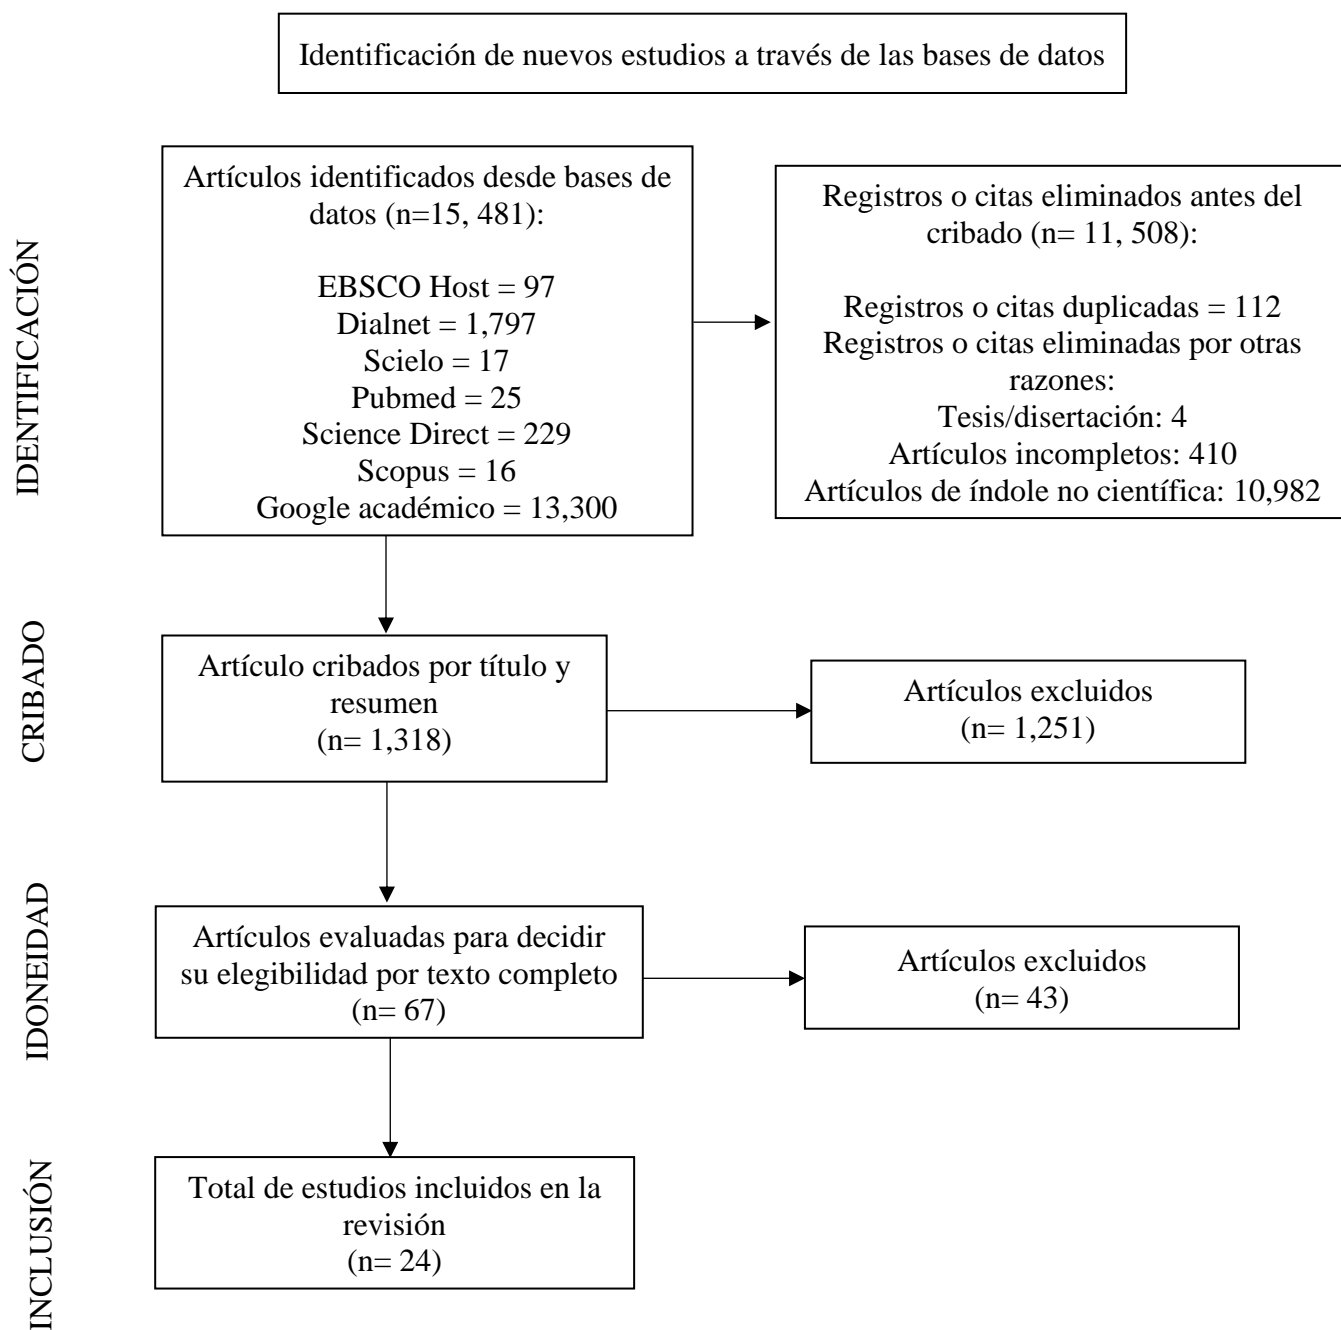 Identificación de nuevos estudios a través de las bases de datos
IDENTIFICACIÓN
Artículos identificados desde bases de
datos (n=15, 481):
EBSCO Host = 97
Dialnet = 1,797
Scielo = 17
Pubmed = 25
Science Direct = 229
Scopus = 16
Google académico = 13,300
Registros o citas eliminados antes del
cribado (n= 11, 508):
Registros o citas duplicadas = 112
Registros o citas eliminadas por otras
razones:
Tesis/disertación: 4
Artículos incompletos: 410
Artículos de índole no científica: 10,982
CRIBADO
Artículo cribados por título y
resumen
(n= 1,318)
Artículos excluidos
(n= 1,251)
IDONEIDAD
Artículos evaluadas para decidir
su elegibilidad por texto completo
(n= 67)
Artículos excluidos
(n= 43)
INCLUSIÓN
Total de estudios incluidos en la
revisión
(n= 24)